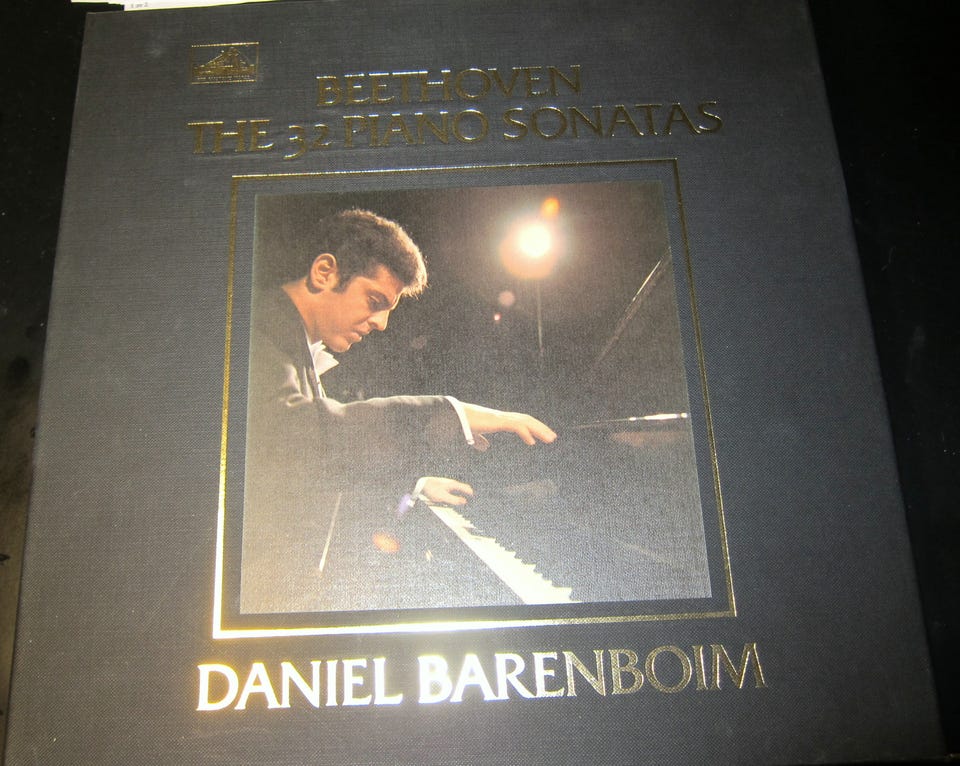 BEETHOVEN
THE 32 PIANO SONATAS
DANIEL BARENBOIM